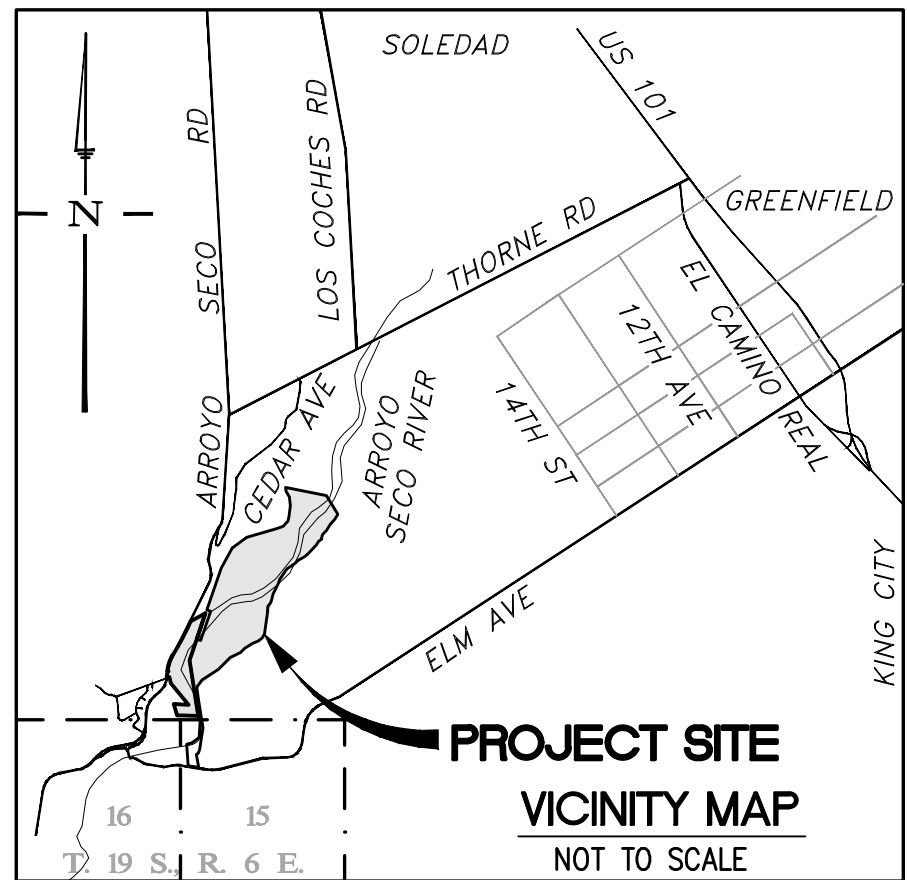 SOLEDAD
US 101
ARROYO SECO RD
LOS COCHES RD
N
THORNE RD
GREENFIELD
EL CAMINO REAL
12TH AVE
14TH ST
CEDAR AVE
ARROYO
SECO RIVER
ELM AVE
KING CITY
PROJECT SITE
VICINITY MAP
NOT TO SCALE
16
15
T. 19 S., R. 6 E.